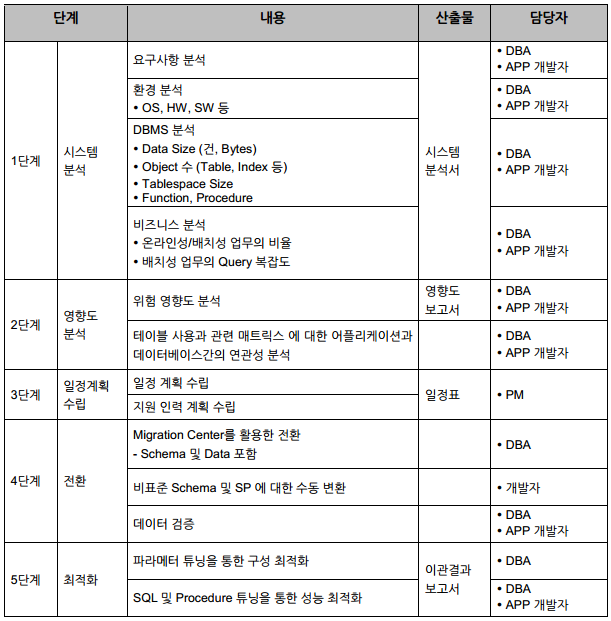 단계 내용 산출물 담당자
1단계
시스템
분석
요구사항 분석
시스템
분석서
• DBA
• APP 개발자
환경 분석
• OS, HW, SW 등
• DBA
• APP 개발자
DBMS 분석
• Data Size (건, Bytes)
• Object 수 (Table, Index 등)
• Tablespace Size
• Function, Procedure
• DBA
• APP 개발자
비즈니스 분석
• 온라인성/배치성 업무의 비율
• 배치성 업무의 Query 복잡도
• DBA
• APP 개발자
2단계
영향도
분석
위험 영향도 분석
영향도
보고서
• DBA
• APP 개발자
테이블 사용과 관련 매트릭스 에 대한 어플리케이션과
데이터베이스간의 연관성 분석
• DBA
• APP 개발자
3단계
일정계획
수립
일정 계획 수립
일정표
• PM
지원 인력 계획 수립
4단계
전환
Migration Center를 활용한 전환
- Schema 및 Data 포함
• DBA
비표준 Schema 및 SP 에 대한 수동 변환
• 개발자
데이터 검증
• DBA
• APP 개발자
5단계
최적화
파라메터 튜닝을 통한 구성 최적화
이관결과
보고서
• DBA
SQL 및 Procedure 튜닝을 통한 성능 최적화
• DBA
• APP 개발자